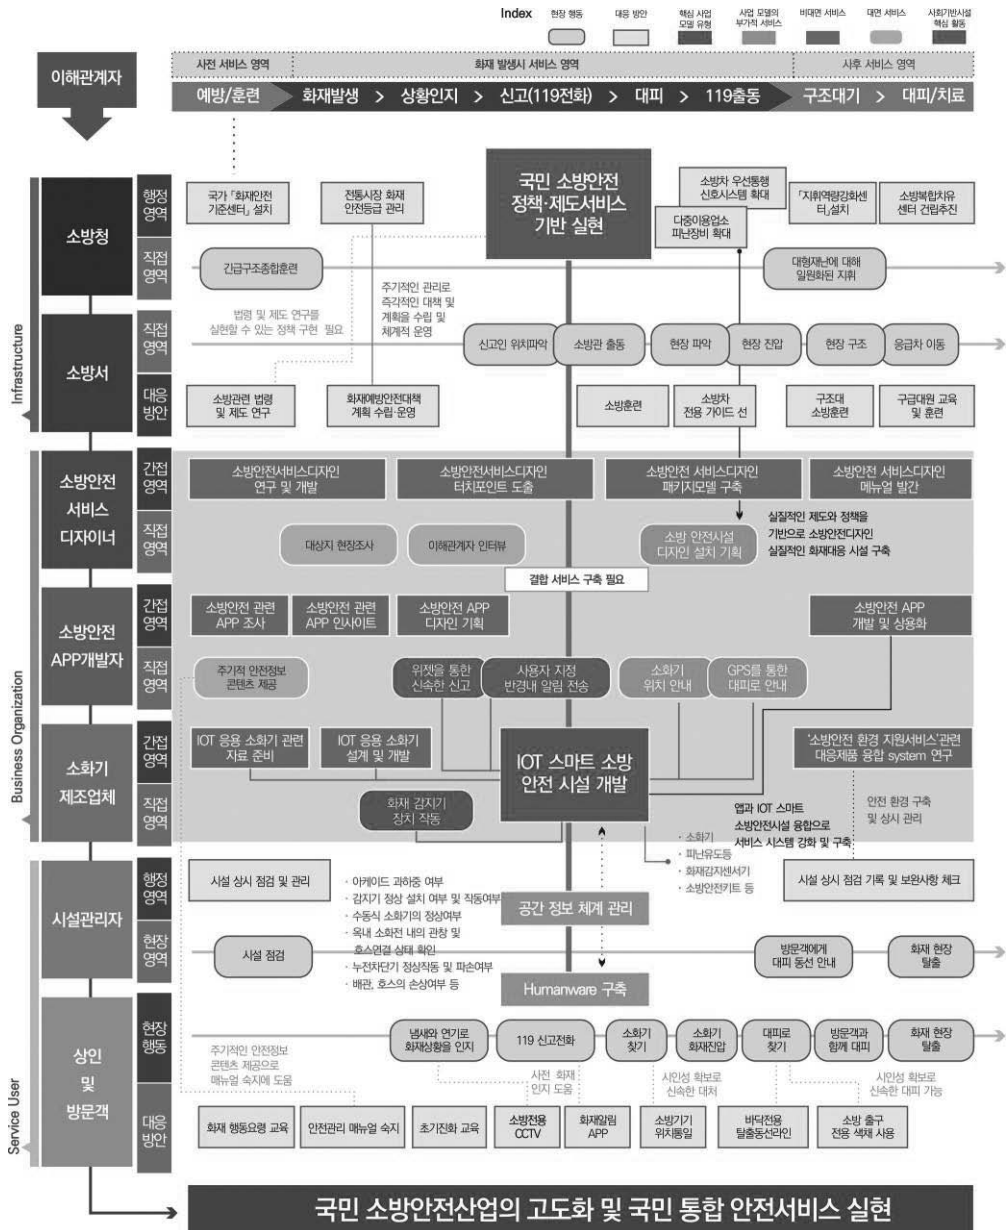 Index
현장 행동
대응 방안
핵심 사업
모델 유형
사업 모델의
부가적 서비스
비대면 서비스
대면 서비스
사회기반시설
핵심 활동
이해관계자
사전 서비스 영역
화재 발생시 서비스 영역
사후 서비스 영역
예방/훈련
화재발생 > 상황인지 > 신고(119전화) > 대피 > 119출동
구조대기 > 대피/치료
Infrastructure
소방청
행정
영역
국가 「화재안전
기준센터」 설치
전통시장 화재
안전등급 관리
국민 소방안전
정책·제도서비스
기반 실현
소방차 우선통행
신호시스템 확대
다중이용업소
피난장비 확대
「지휘역량강화센
터」설치
소방복합치유
센터 건립추진
직접
영역
긴급구조종합훈련
대형재난에 대해
일원화된 지휘
법령 및 제도 연구를
실현할 수 있는 정책 구현 필요
주기적인 관리로
즉각적인 대책 및
계획을 수립 및
체계적 운영
소방서
직접
영역
신고인 위치파악
소방관 출동
현장 파악
현장 진압
현장 구조
응급차 이동
대응
방안
소방관련 법령
및 제도 연구
화재예방안전대책
계획 수립·운영
소방훈련
소방차
전용 가이드 선
구조대
소방훈련
구급대원 교육
및 훈련
Business Organization
소방안전
서비스
디자이너
간접
영역
소방안전서비스디자인
연구 및 개발
소방안전서비스디자인
터치포인트 도출
소방안전 서비스디자인
패키지모델 구축
소방안전 서비스디자인
메뉴얼 발간
직접
영역
대상지 현장조사
이해관계자 인터뷰
소방 안전시설
디자인 설치 기획
실질적인 제도와 정책을
기반으로 소방안전디자인
실질적인 화재대응 시설 구축
결합 서비스 구축 필요
소방안전
APP개발자
간접
영역
소방안전 관련
APP 조사
소방안전 관련
APP 인사이트
소방안전 APP
디자인 기획
소방안전 APP
개발 및 상용화
직접
영역
주기적 안전정보
콘텐츠 제공
위젯을 통한
신속한 신고
사용자 지정
반경내 알림 전송
소화기
위치 안내
GPS를 통한
대피로 안내
소화기
제조업체
간접
영역
IOT 응용 소화기 관련
자료 준비
IOT 응용 소화기
설계 및 개발
IOT 스마트 소방
안전 시설 개발
'소방안전 환경 지원서비스'관련
대응제품 융합 system 연구
직접
영역
화재 감지기
장치 작동
앱과 IOT 스마트
소방안전시설 융합으로
서비스 시스템 강화 및 구축
안전 환경 구축
및 상시 관리
· 소화기
· 피난유도등
· 화재감지센서기
· 소방안전키트 등
Service User
시설관리자
행정
영역
시설 상시 점검 및 관리
· 아케이드 과하중 여부
· 감지기 정상 설치 여부 및 작동여부
· 수동식 소화기의 정상여부
· 옥내 소화전 내의 관창 및
호스연결 상태 확인
· 누전차단기 정상작동 및 파손여부
· 배관, 호스의 손상여부 등
공간 정보 체계 관리
시설 상시 점검 기록 및 보완사항 체크
현장
영역
시설 점검
방문객에게
대피 동선 안내
화재 현장
탈출
Humanware 구축
상인
및
방문객
현장
행동
냄새와 연기로
화재상황을 인지
119 신고전화
소화기
찾기
소화기
화재진압
대피로
찾기
방문객과
함께 대피
화재 현장
탈출
주기적인 안전정보
콘텐츠 제공으로
매뉴얼 숙지에 도움
사전 화재
인지 도움
시인성 확보로
신속한 대처
시인성 확보로
신속한 대피 가능
대응
방안
화재 행동요령 교육
안전관리 매뉴얼 숙지
초기진화 교육
소방전용
CCTV
화재알림
APP
소방기기
위치통일
바닥전용
탈출동선라인
소방 출구
전용 색채 사용
국민 소방안전산업의 고도화 및 국민 통합 안전서비스 실현